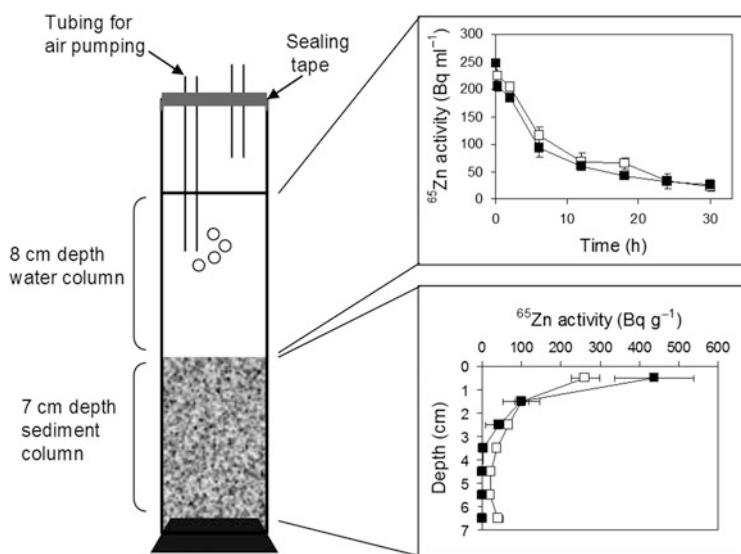 Tubing for
air pumping
Sealing
tape
8 cm depth
water column
7 cm depth
sediment
column
⁶⁵Zn activity (Bq ml⁻¹)
300
250
200
150
100
50
0
0 12 24 30
Time (h)
⁶⁵Zn activity (Bq g⁻¹)
0 100 200 300 400 500 600
Depth (cm)
0
1
2
3
4
5
6
7